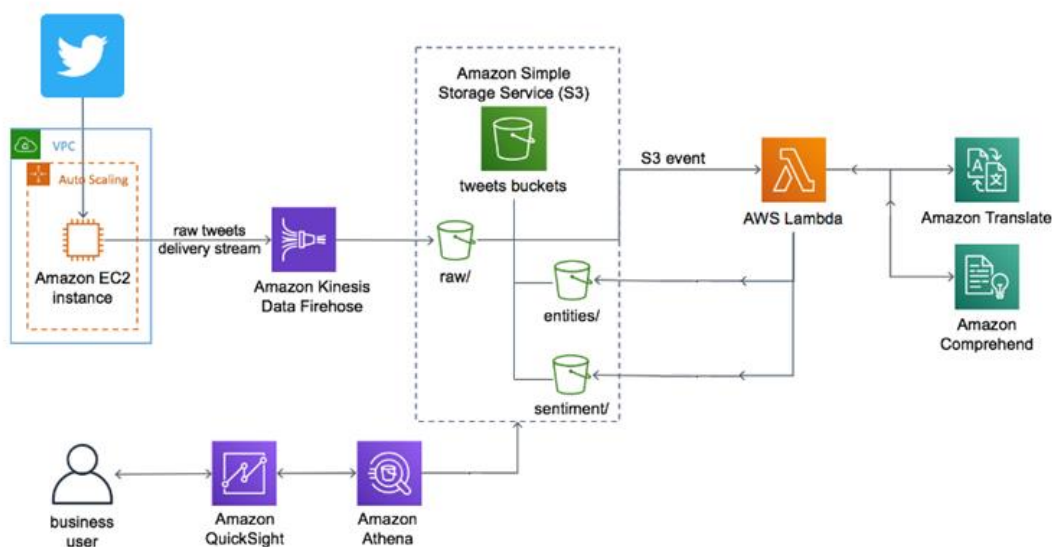 VPC
Auto Scaling
Amazon EC2
instance
raw tweets
delivery stream
Amazon Kinesis
Data Firehose
Amazon Simple
Storage Service (S3)
tweets buckets
raw/
entities/
sentiment/
S3 event
AWS Lambda
A
文
Amazon Translate
Amazon
Comprehend
business
user
Amazon
QuickSight
Amazon
Athena